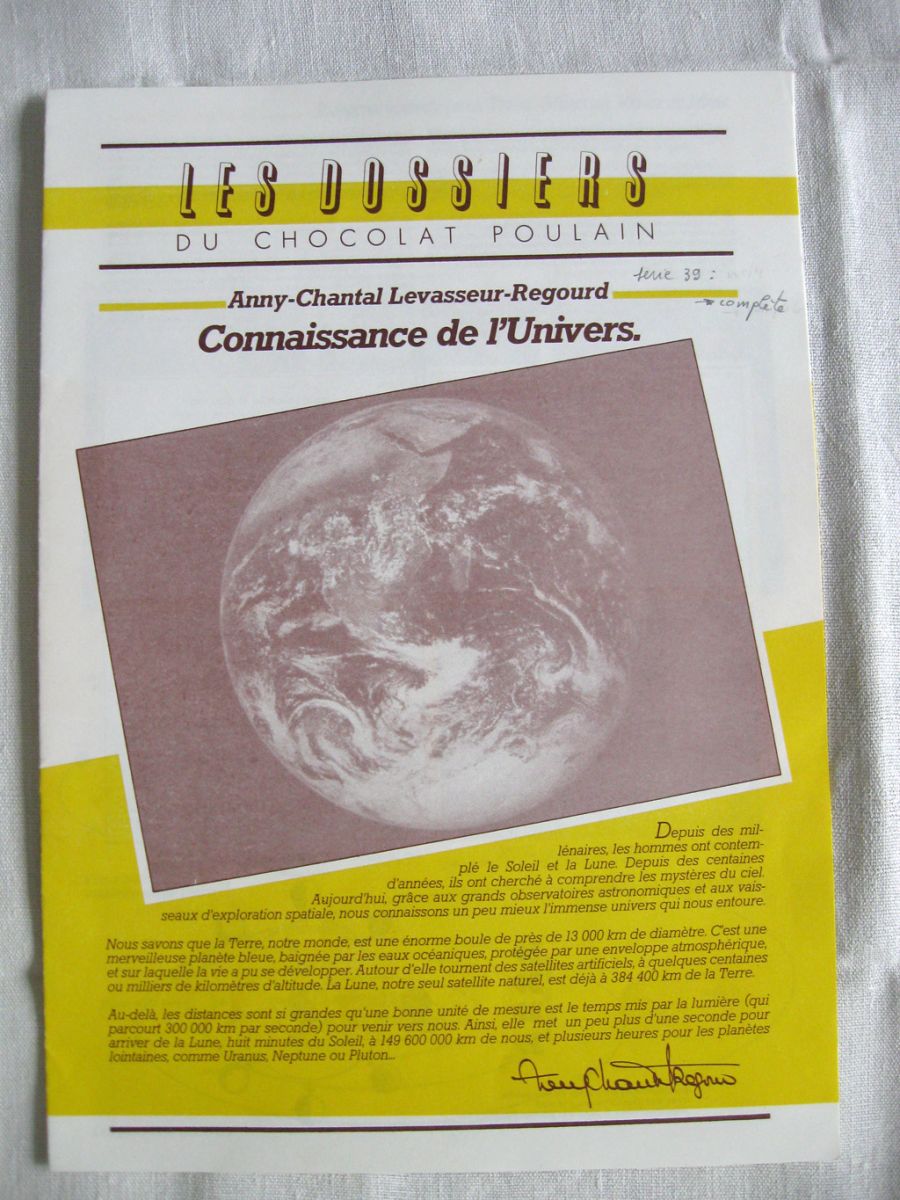 LES DOSSIERS
DU CHOCOLAT POULAIN
serie 39 :
→ complète
Anny-Chantal Levasseur-Regourd
Connaissance de l'Univers.
Depuis des mil-
lénaires, les hommes ont contem-
plé le Soleil et la Lune. Depuis des centaines
d'années, ils ont cherché à comprendre les mystères du ciel.
Aujourd'hui, grâce aux grands observatoires astronomiques et aux vais-
seaux d'exploration spatiale, nous connaissons un peu mieux l'immense univers qui nous entoure.
Nous savons que la Terre, notre monde, est une énorme boule de près de 13 000 km de diamètre. C'est une
merveilleuse planète bleue, baignée par les eaux océaniques, protégée par une enveloppe atmosphérique,
et sur laquelle la vie a pu se développer. Autour d'elle tournent des satellites artificiels, à quelques centaines
ou milliers de kilomètres d'altitude. La Lune, notre seul satellite naturel, est déjà à 384 400 km de la Terre.
Au-delà, les distances sont si grandes qu'une bonne unité de mesure est le temps mis par la lumière (qui
parcourt 300 000 km par seconde) pour venir vers nous. Ainsi, elle met un peu plus d'une seconde pour
arriver de la Lune, huit minutes du Soleil, à 149 600 000 km de nous, et plusieurs heures pour les planètes
lointaines, comme Uranus, Neptune ou Pluton...